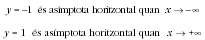 y = −1 és asímptota horitzontal quan x → −∞
y = 1 és asímptota horitzontal quan x → +∞